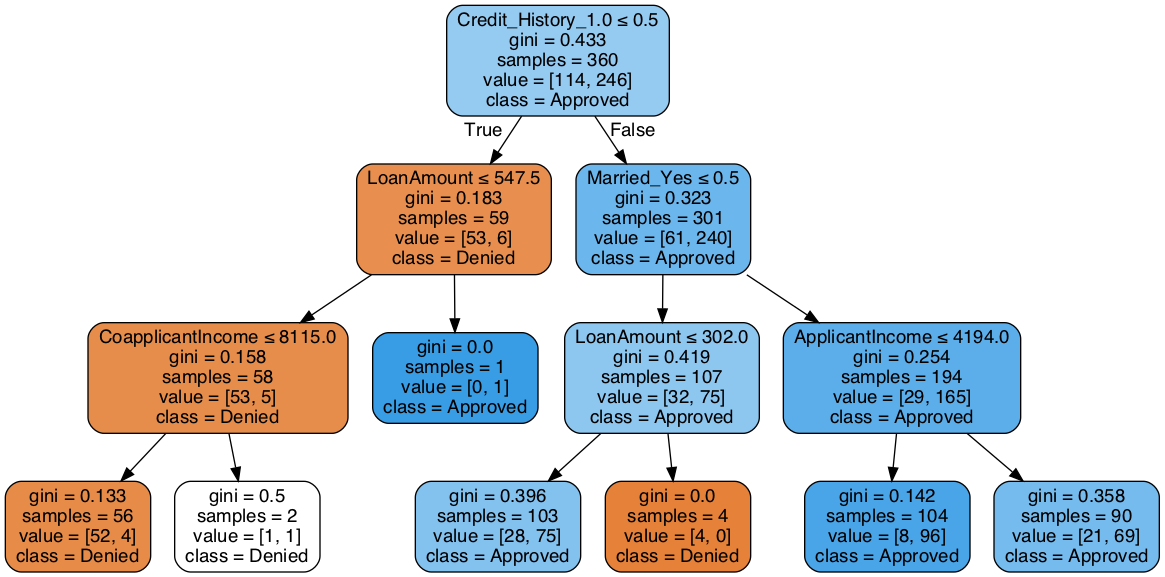 Credit_History_1.0 ≤ 0.5
gini = 0.433
samples = 360
value = [114, 246]
class = Approved
True
False
LoanAmount ≤ 547.5
gini = 0.183
samples = 59
value = [53, 6]
class = Denied
Married_Yes ≤ 0.5
gini = 0.323
samples = 301
value = [61, 240]
class = Approved
CoapplicantIncome ≤ 8115.0
gini = 0.158
samples = 58
value = [53, 5]
class = Denied
gini = 0.0
samples = 1
value = [0, 1]
class = Approved
LoanAmount ≤ 302.0
gini = 0.419
samples = 107
value = [32, 75]
class = Approved
ApplicantIncome ≤ 4194.0
gini = 0.254
samples = 194
value = [29, 165]
class = Approved
gini = 0.133
samples = 56
value = [52, 4]
class = Denied
gini = 0.5
samples = 2
value = [1, 1]
class = Denied
gini = 0.396
samples = 103
value = [28, 75]
class = Approved
gini = 0.0
samples = 4
value = [4, 0]
class = Denied
gini = 0.142
samples = 104
value = [8, 96]
class = Approved
gini = 0.358
samples = 90
value = [21, 69]
class = Approved